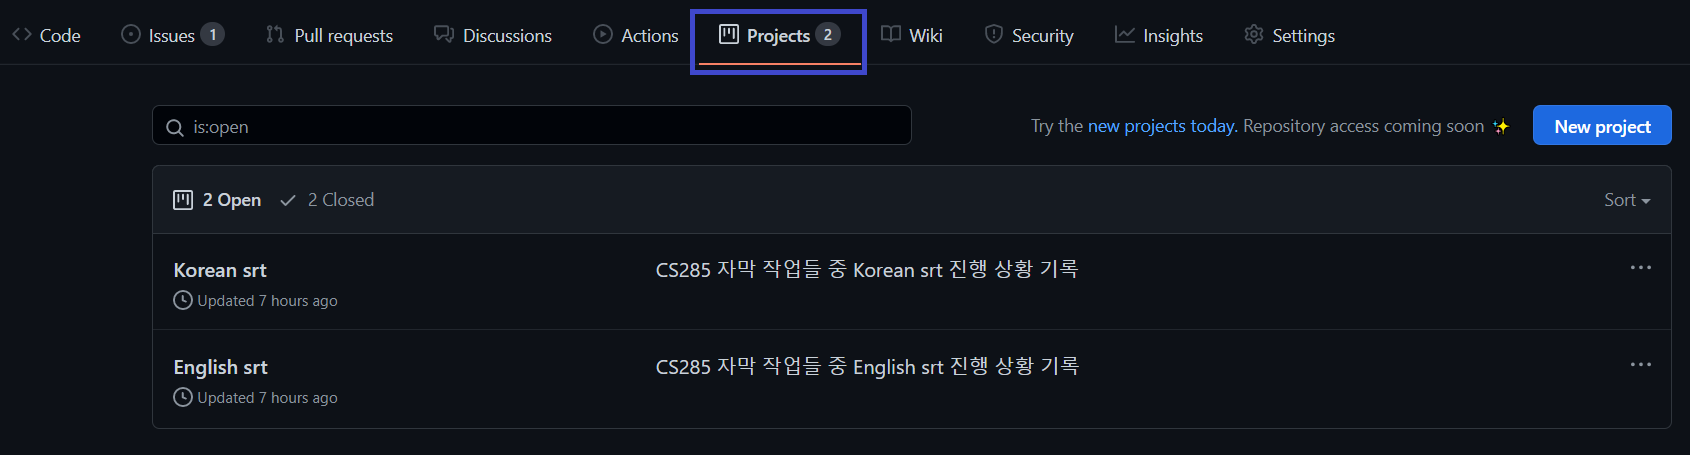 Code Issues 1 Pull requests Discussions Actions Projects 2 Wiki Security Insights Settings
is:open Try the new projects today. Repository access coming soon ✨ New project
2 Open 2 Closed Sort
Korean srt CS285 자막 작업들 중 Korean srt 진행 상황 기록
Updated 7 hours ago
English srt CS285 자막 작업들 중 English srt 진행 상황 기록
Updated 7 hours ago